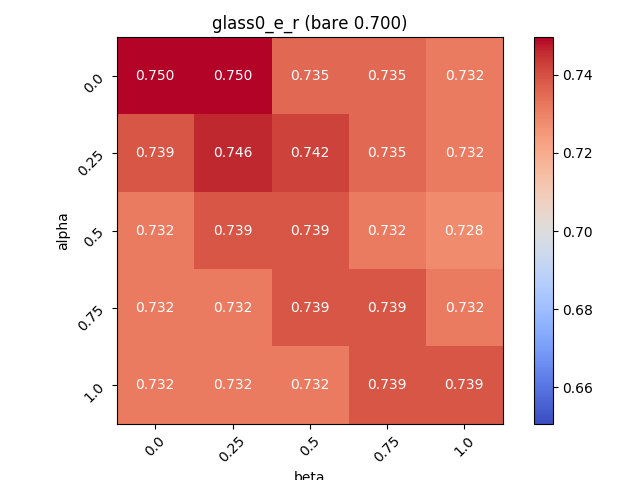 glass0_e_r (bare 0.700)
alpha
0.0 0.750 0.750 0.735 0.735 0.732
0.25 0.739 0.746 0.742 0.735 0.732
0.5 0.732 0.739 0.739 0.732 0.728
0.75 0.732 0.732 0.739 0.739 0.732
1.0 0.732 0.732 0.732 0.739 0.739
0.0 0.25 0.5 0.75 1.0
beta
0.74
0.72
0.70
0.68
0.66